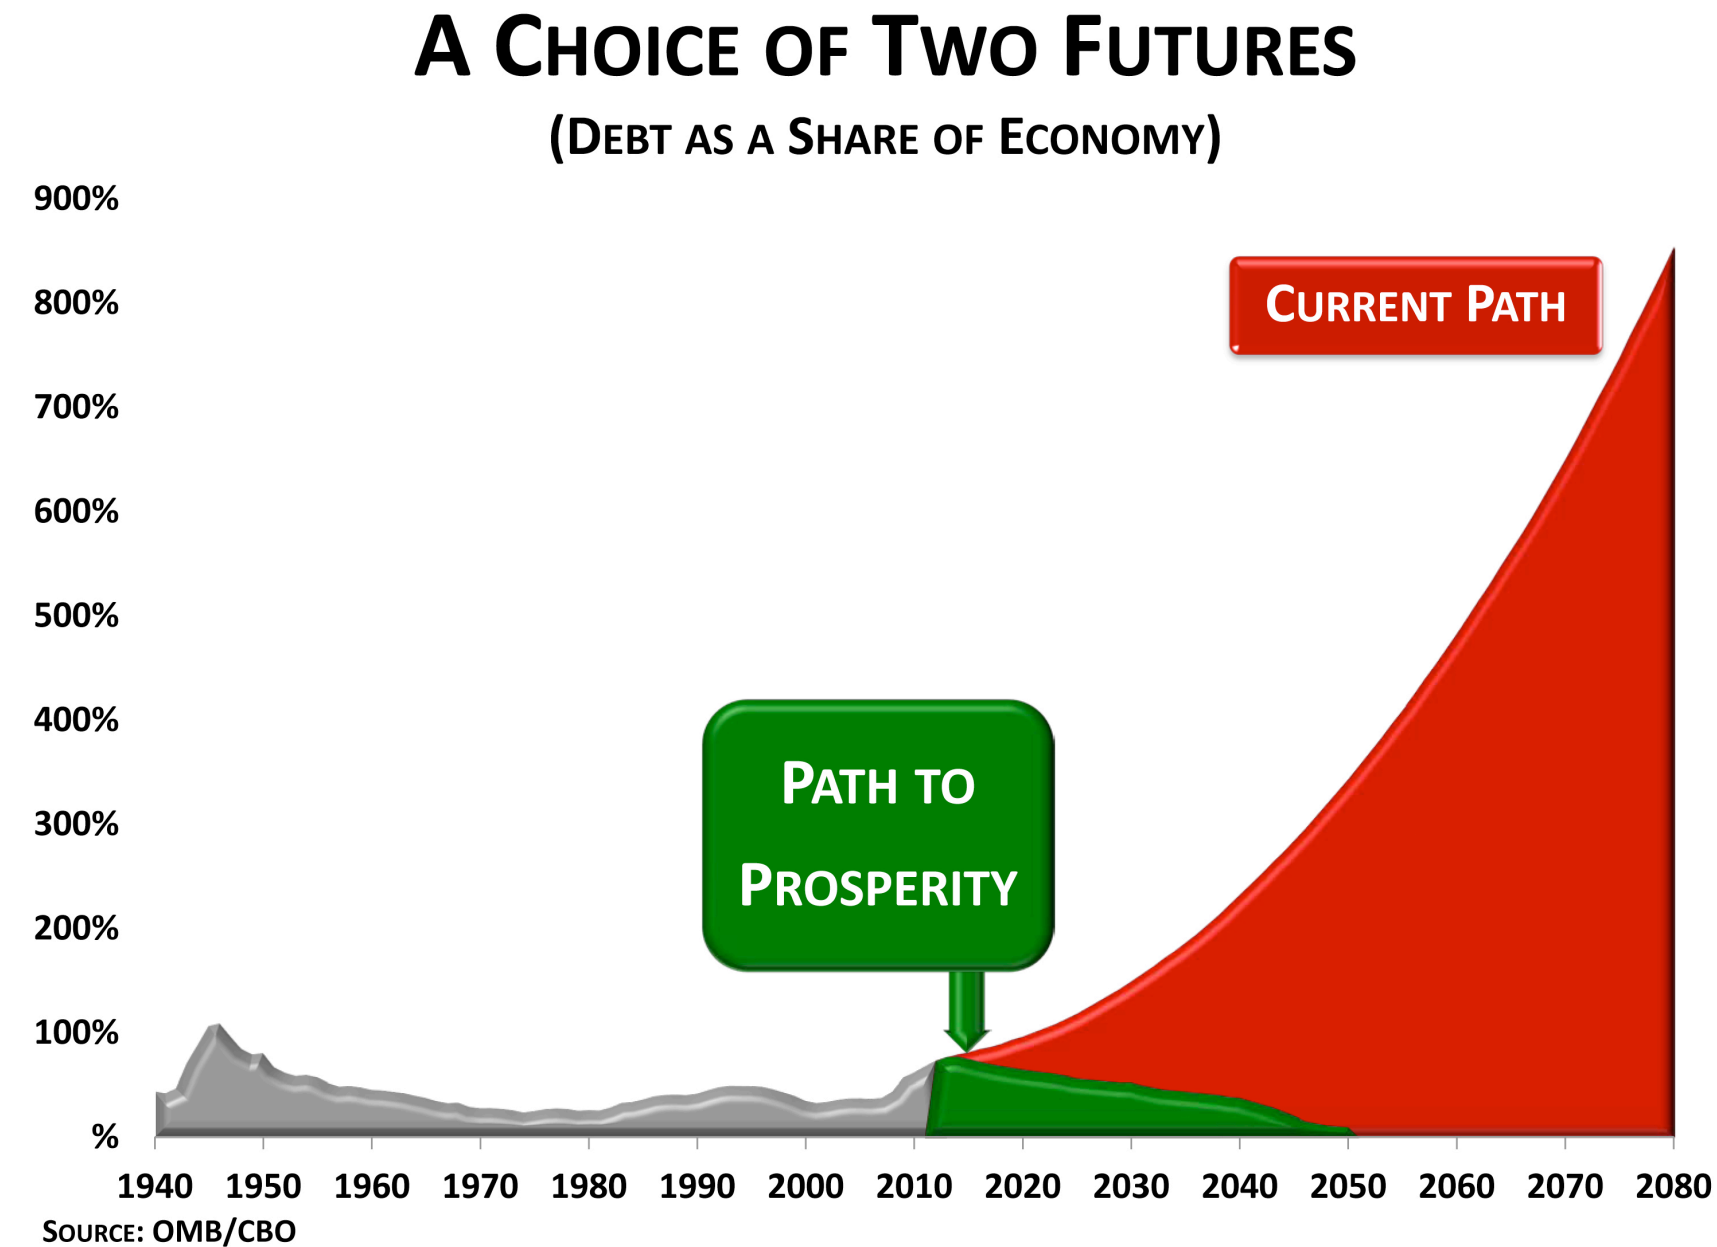 A CHOICE OF TWO FUTURES
(DEBT AS A SHARE OF ECONOMY)
900%
800%
700%
600%
500%
400%
300%
200%
100%
%
CURRENT PATH
PATH TO
PROSPERITY
1940 1950 1960 1970 1980 1990 2000 2010 2020 2030 2040 2050 2060 2070 2080
SOURCE: OMB/CBO